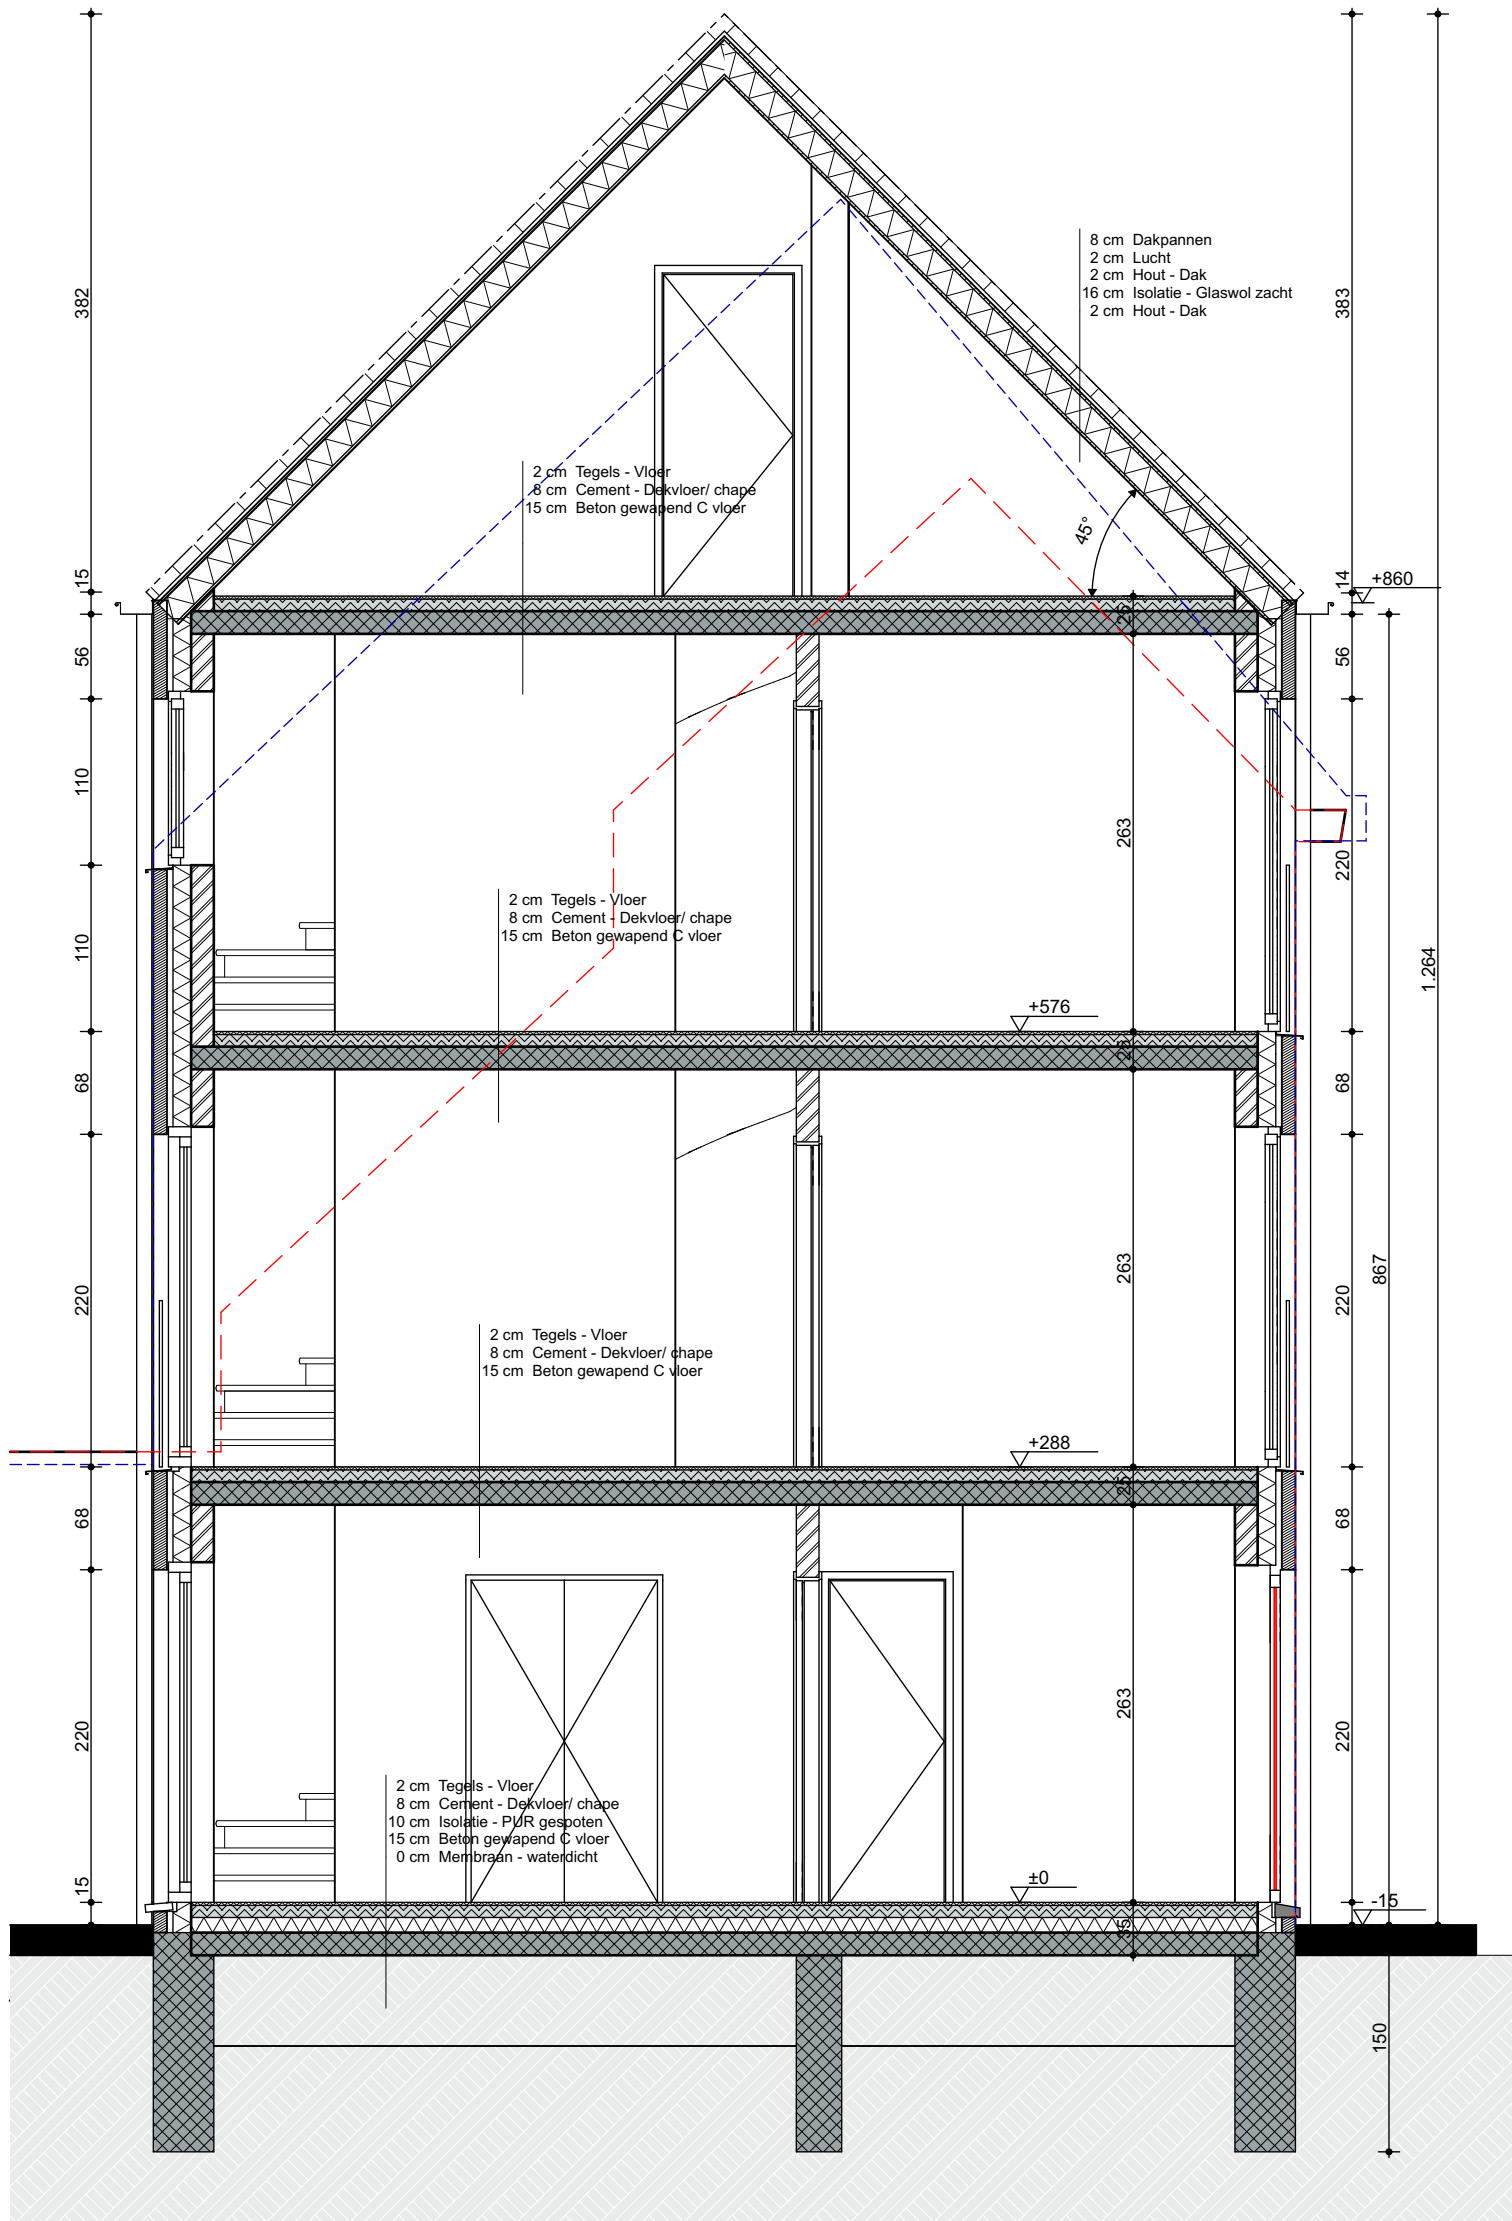 382
383
8 cm Dakpannen
2 cm Lucht
2 cm Hout - Dak
16 cm Isolatie - Glaswol zacht
2 cm Hout - Dak
2 cm Tegels - Vloer
8 cm Cement - Dekvloer/ chape
15 cm Beton gewapend C vloer
45°
15
14
+860
25
56
56
110
263
220
2 cm Tegels - Vloer
8 cm Cement - Dekvloer/ chape
15 cm Beton gewapend C vloer
110
1.264
+576
25
68
68
220
263
220
867
2 cm Tegels - Vloer
8 cm Cement - Dekvloer/ chape
15 cm Beton gewapend C vloer
+288
25
68
68
220
263
220
2 cm Tegels - Vloer
8 cm Cement - Dekvloer/ chape
10 cm Isolatie - PUR gespoten
15 cm Beton gewapend C vloer
0 cm Membraan - waterdicht
15
±0
-15
35
150